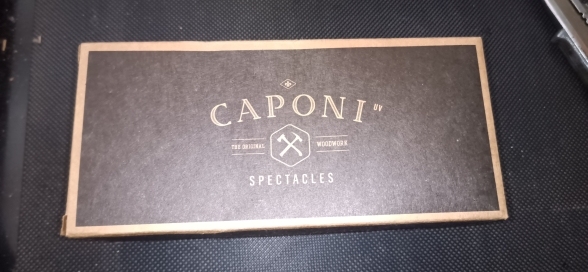 CAPONI UV
THE ORIGINAL WOODWORK
SPECTACLES